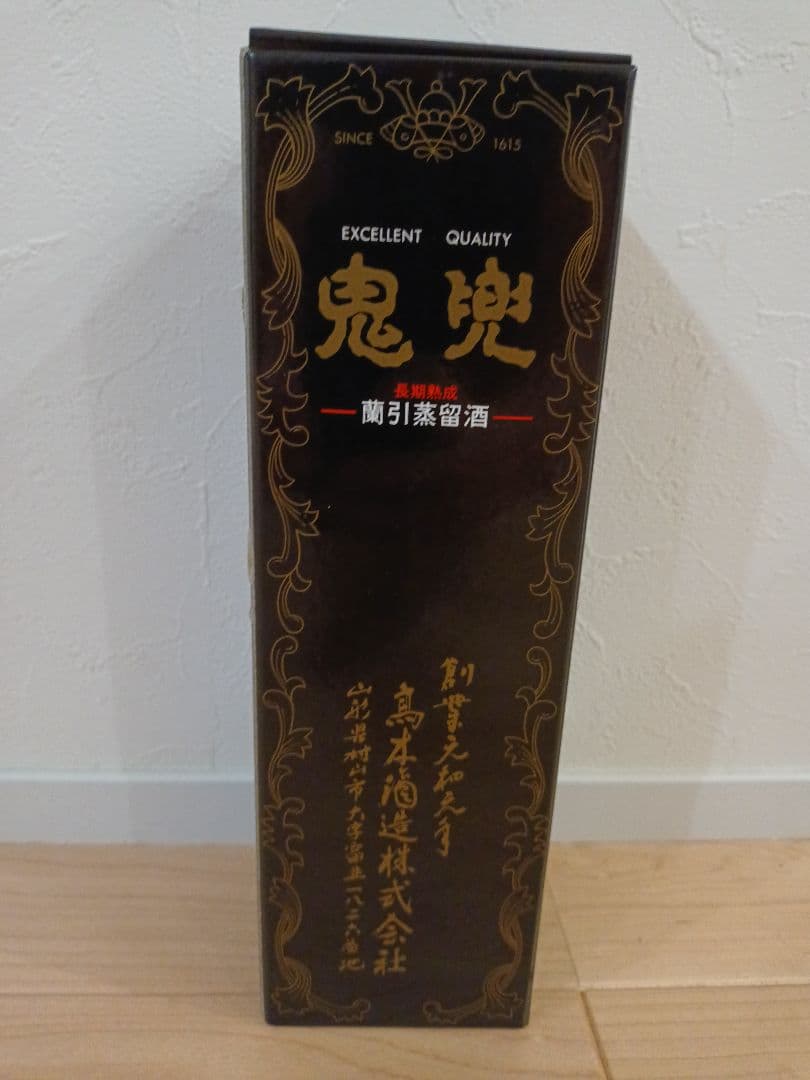 SINCE 1615
EXCELLENT QUALITY
鬼兜
長期熟成
蘭引蒸留酒
創業元和元年
高木酒造株式会社
山形県村山市大字富並一八二六番地